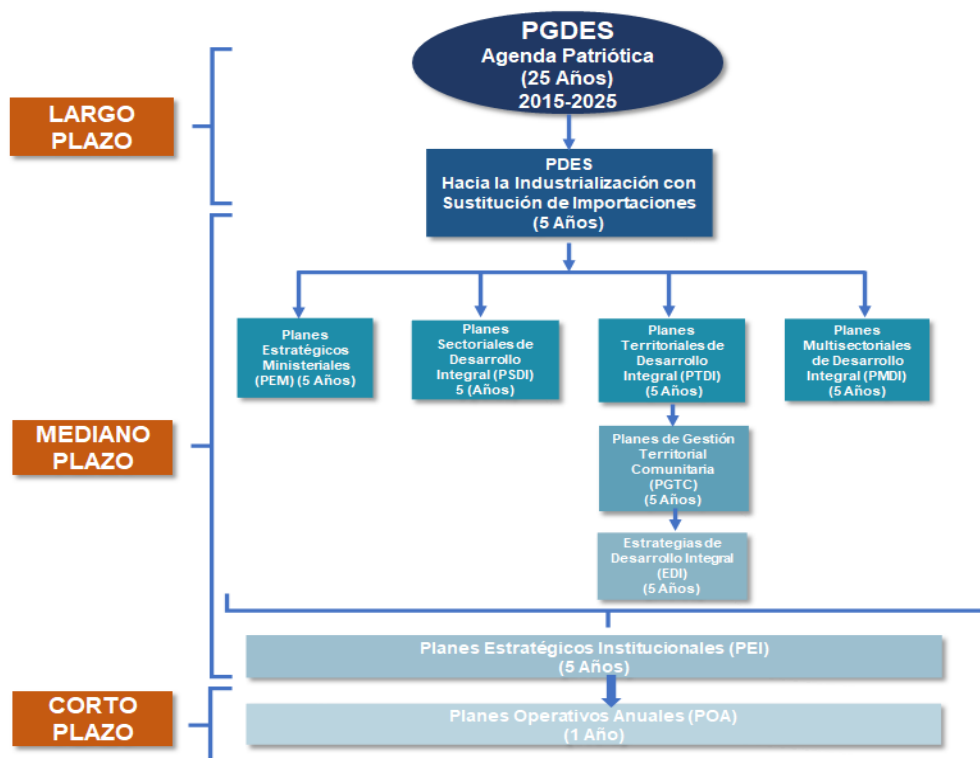 PGDES
Agenda Patriótica
(25 Años)
2015-2025
LARGO
PLAZO
PDES
Hacia la Industrialización con
Sustitución de Importaciones
(5 Años)
Planes
Estratégicos
Ministeriales
(PEM) (5 Años)
Planes
Sectoriales de
Desarrollo
Integral (PSDI)
5 (Años)
Planes
Territoriales de
Desarrollo
Integral (PTDI)
(5 Años)
Planes
Multisectoriales
de Desarrollo
Integral (PMDI)
(5 Años)
MEDIANO
PLAZO
Planes de Gestión
Territorial
Comunitaria
(PGTC)
(5 Años)
Estrategias de
Desarrollo Integral
(EDI)
(5 Años)
Planes Estratégicos Institucionales (PEI)
(5 Años)
CORTO
PLAZO
Planes Operativos Anuales (POA)
(1 Año)